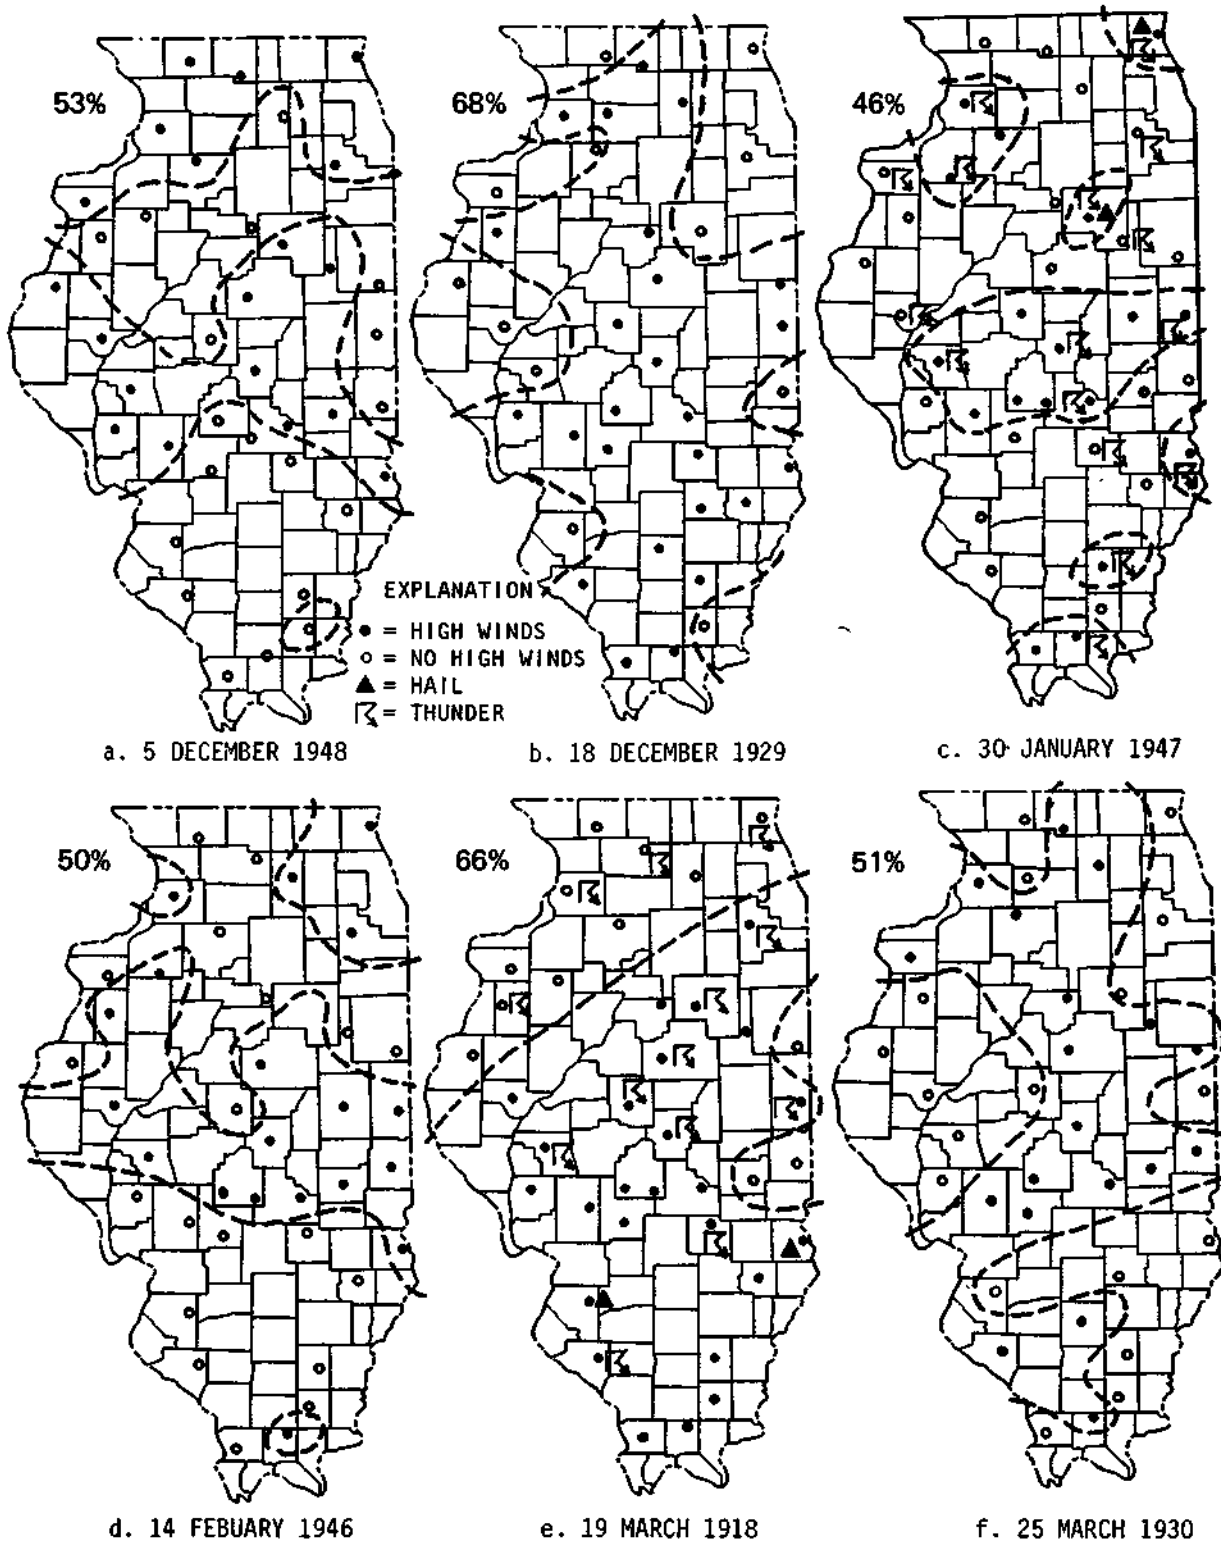 53%
68%
46%
EXPLANATION
● = HIGH WINDS
○ = NO HIGH WINDS
▲ = HAIL
= THUNDER
a. 5 DECEMBER 1948
b. 18 DECEMBER 1929
c. 30 JANUARY 1947
50%
66%
51%
d. 14 FEBUARY 1946
e. 19 MARCH 1918
f. 25 MARCH 1930